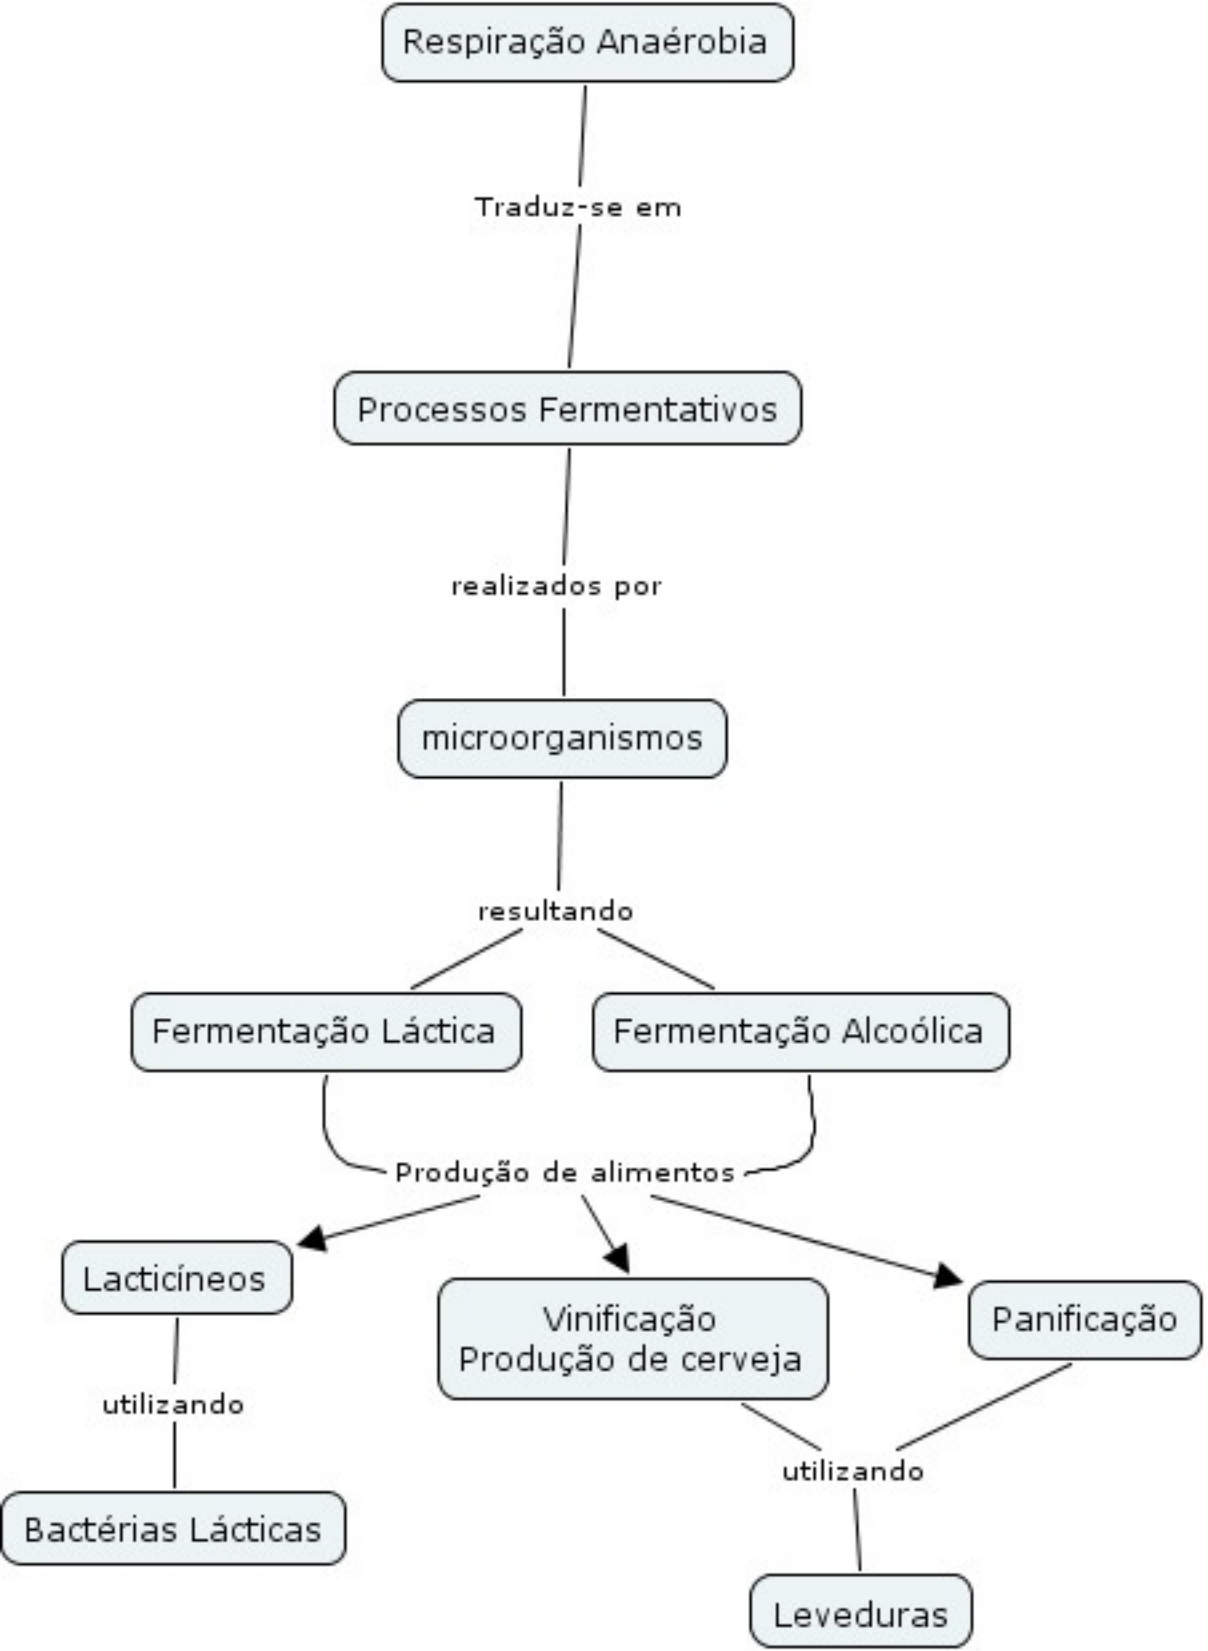 Respiração Anaérobia
Traduz-se em
Processos Fermentativos
realizados por
microorganismos
resultando
Fermentação Láctica
Fermentação Alcoólica
Produção de alimentos
Lacticíneos
Vinificação
Produção de cerveja
Panificação
utilizando
utilizando
Bactérias Lácticas
Leveduras